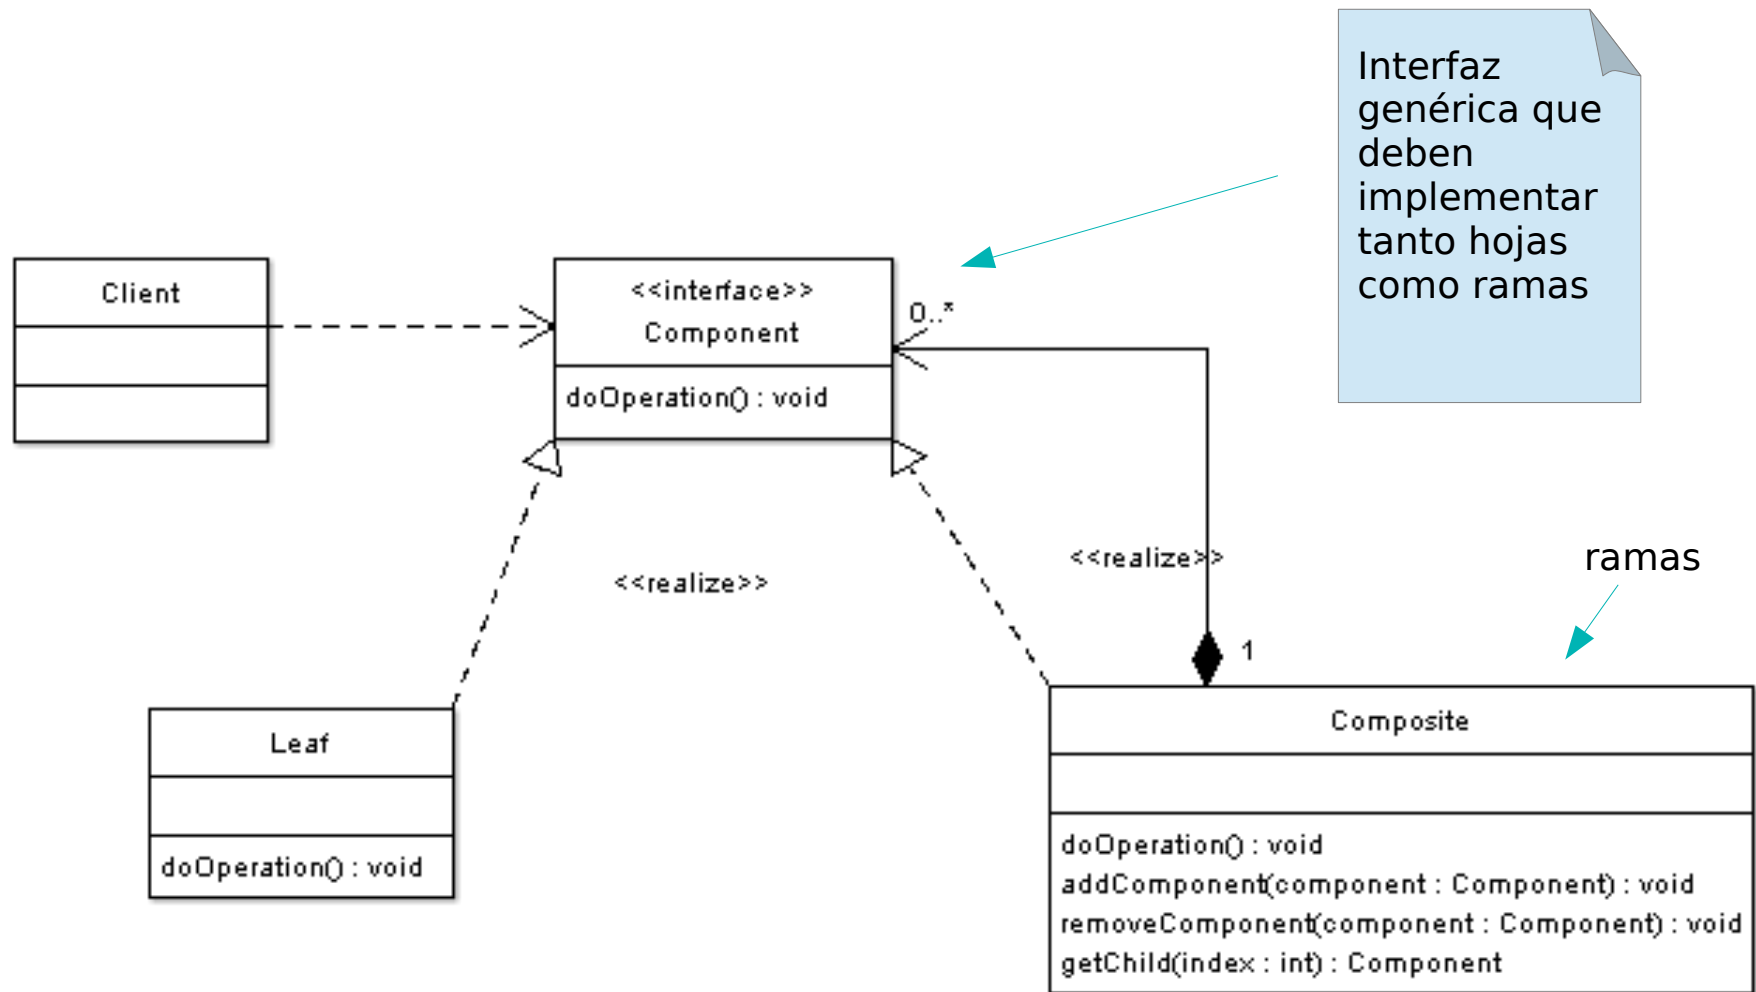 Interfaz
genérica que
deben
implementar
tanto hojas
como ramas
Client
<<interface>>
Component
doOperation() : void
0..*
<<realize>>
<<realize>>
ramas
1
Leaf
doOperation() : void
Composite
doOperation() : void
addComponent(component : Component) : void
removeComponent(component : Component) : void
getChild(index : int) : Component